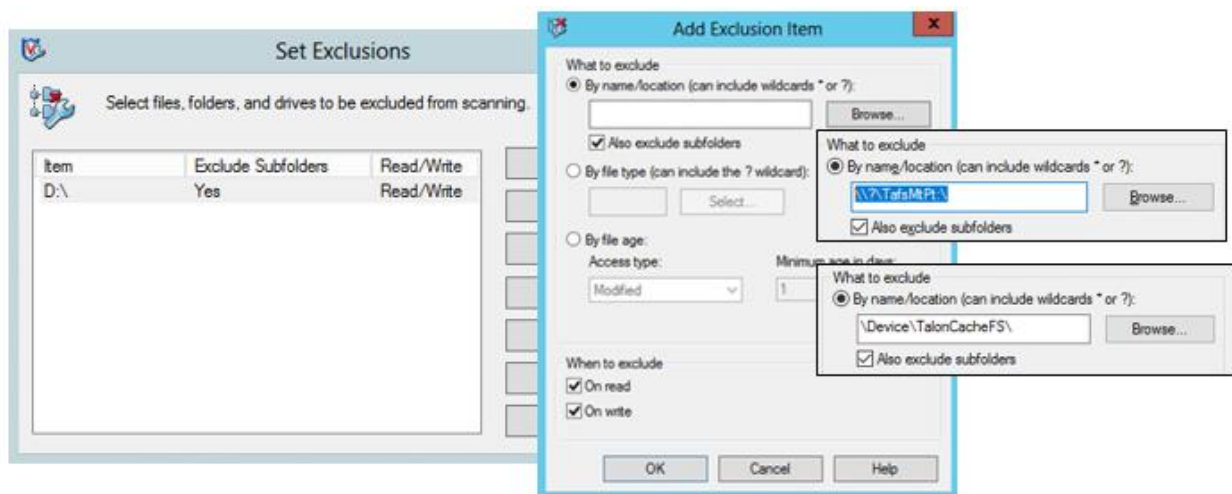 Set Exclusions
Select files, folders, and drives to be excluded from scanning.
Item Exclude Subfolders Read/Write
D:\ Yes Read/Write
Add Exclusion Item
x
What to exclude
By name/location (can include wildcards * or ?):
Browse...
Also exclude subfolders
By file type (can include the ? wildcard):
Select...
By file age:
Access type: Minimum age in days:
Modified 1
When to exclude
On read
On write
OK Cancel Help
What to exclude
By name/location (can include wildcards * or ?):
\\?\TafsMtPt:\ Browse...
Also exclude subfolders
What to exclude
By name/location (can include wildcards * or ?):
\Device\TalonCacheFS\ Browse...
Also exclude subfolders